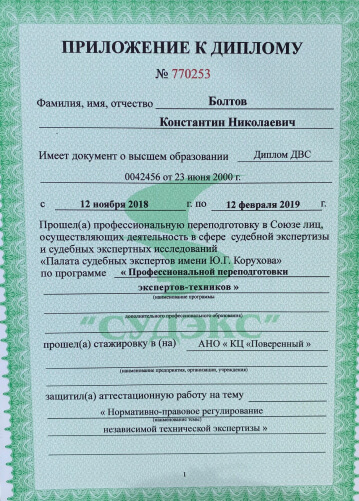 ПРИЛОЖЕНИЕ К ДИПЛОМУ
№ 770253
Фамилия, имя, отчество Болтов
Константин Николаевич
Имеет документ о высшем образовании Диплом ДВС
0042456 от 23 июня 2000 г.
с 12 ноября 2018 г. по 12 февраля 2019 г.
Прошел(а) профессиональную переподготовку в Союзе лиц,
осуществляющих деятельность в сфере судебной экспертизы
и судебных экспертных исследований
«Палата судебных экспертов имени Ю.Г. Корухова»
по программе « Профессиональной переподготовки
экспертов-техников »
(наименование программы
дополнительного профессионального образования)
"СУДЭКС"
прошел(а) стажировку в (на) АНО « КЦ «Поверенный »
(наименование предприятия, организации, учреждения)
защитил(а) аттестационную работу на тему
« Нормативно-правовое регулирование
(наименование темы)
независимой технической экспертизы »
1